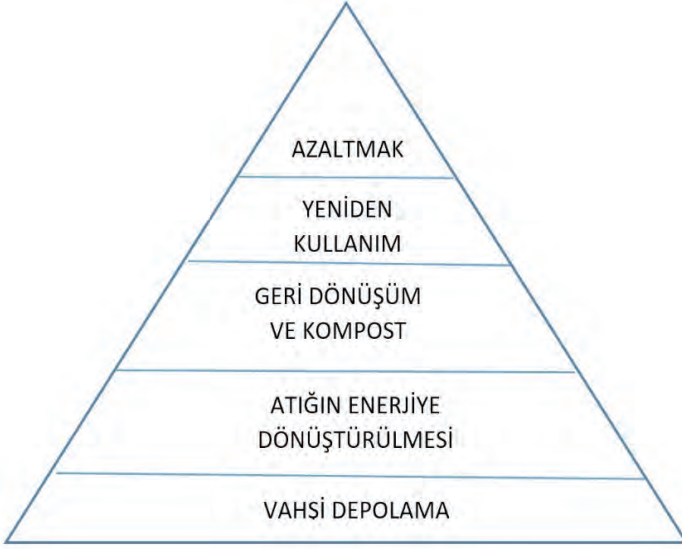 AZALTMAK
YENİDEN
KULLANIM
GERİ DÖNÜŞÜM
VE KOMPOST
ATIĞIN ENERJİYE
DÖNÜŞTÜRÜLMESİ
VAHŞİ DEPOLAMA